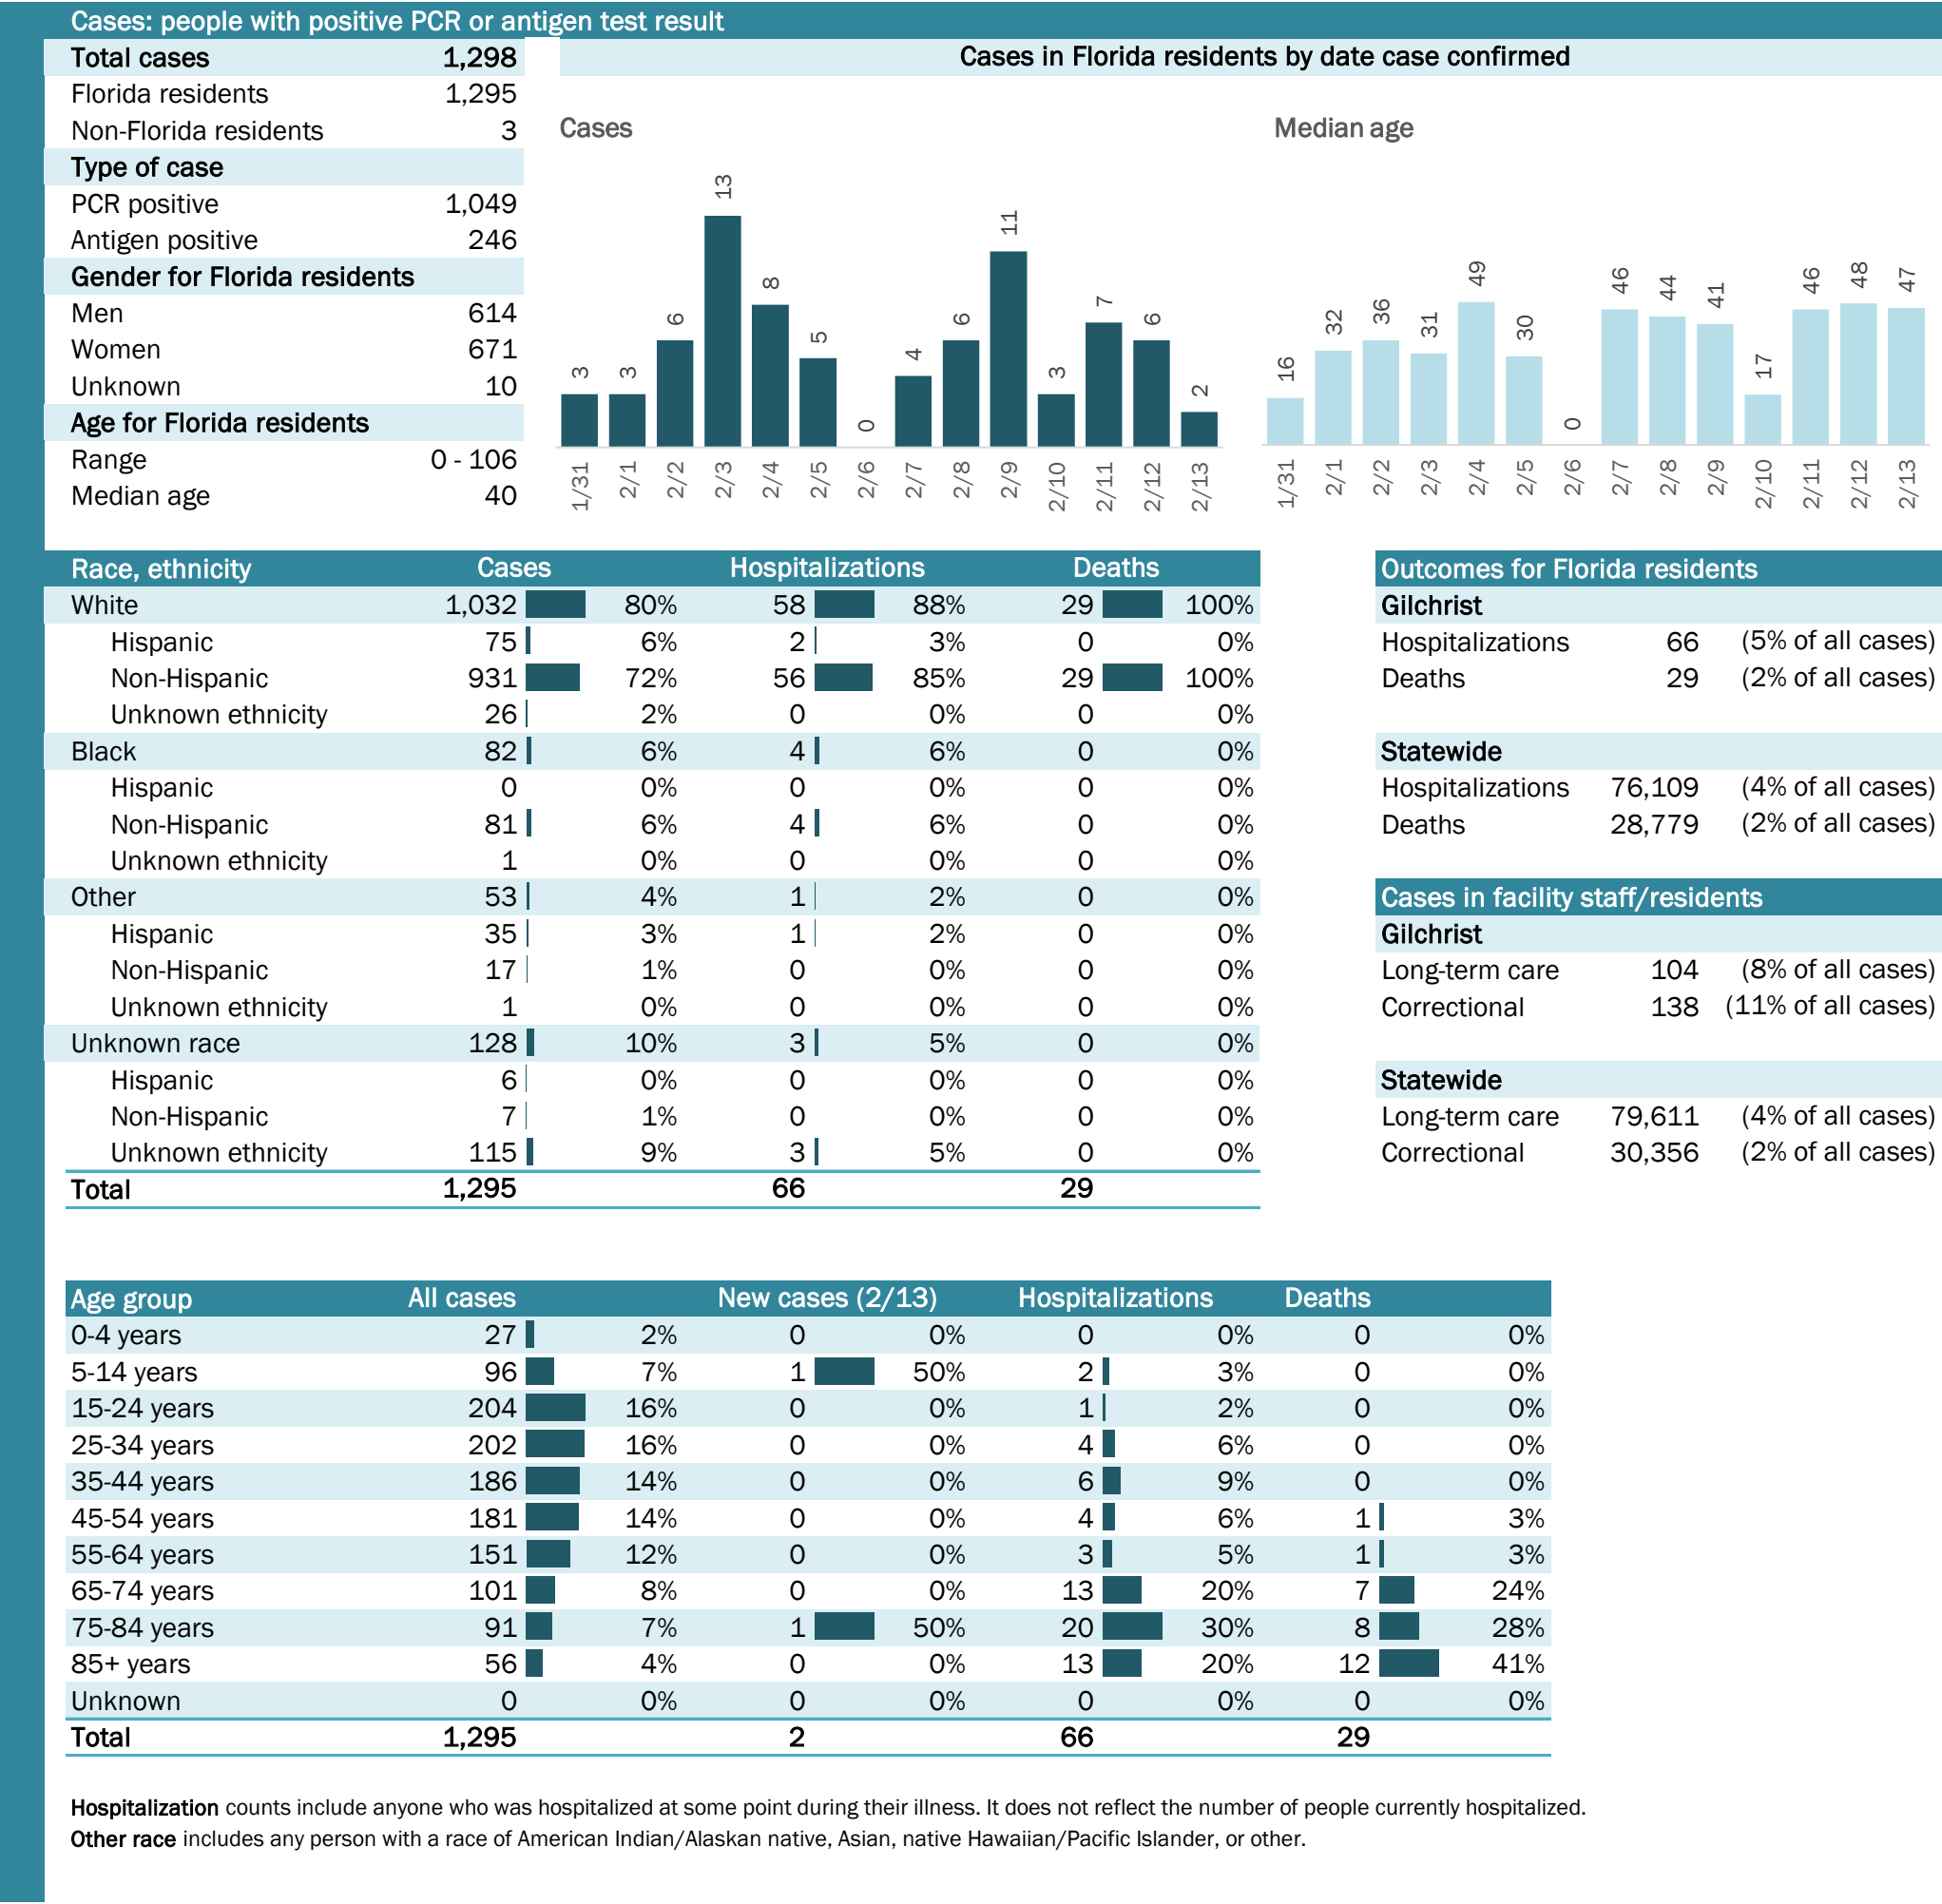 Cases: people with positive PCR or antigen test result
Total cases 1,298
Florida residents 1,295
Non-Florida residents 3
Type of case
PCR positive 1,049
Antigen positive 246
Gender for Florida residents
Men 614
Women 671
Unknown 10
Age for Florida residents
Range 0 - 106
Median age 40
Cases in Florida residents by date case confirmed
Cases
3 3 6 13 8 5 0 4 6 11 3 7 6 2
1/31 2/1 2/2 2/3 2/4 2/5 2/6 2/7 2/8 2/9 2/10 2/11 2/12 2/13
Median age
16 32 36 31 49 30 0 46 44 41 17 46 48 47
1/31 2/1 2/2 2/3 2/4 2/5 2/6 2/7 2/8 2/9 2/10 2/11 2/12 2/13
Race, ethnicity Cases Hospitalizations Deaths
White 1,032 80% 58 88% 29 100%
Hispanic 75 6% 2 3% 0 0%
Non-Hispanic 931 72% 56 85% 29 100%
Unknown ethnicity 26 2% 0 0% 0 0%
Black 82 6% 4 6% 0 0%
Hispanic 0 0% 0 0% 0 0%
Non-Hispanic 81 6% 4 6% 0 0%
Unknown ethnicity 1 0% 0 0% 0 0%
Other 53 4% 1 2% 0 0%
Hispanic 35 3% 1 2% 0 0%
Non-Hispanic 17 1% 0 0% 0 0%
Unknown ethnicity 1 0% 0 0% 0 0%
Unknown race 128 10% 3 5% 0 0%
Hispanic 6 0% 0 0% 0 0%
Non-Hispanic 7 1% 0 0% 0 0%
Unknown ethnicity 115 9% 3 5% 0 0%
Total 1,295 66 29
Outcomes for Florida residents
Gilchrist
Hospitalizations 66 (5% of all cases)
Deaths 29 (2% of all cases)
Statewide
Hospitalizations 76,109 (4% of all cases)
Deaths 28,779 (2% of all cases)
Cases in facility staff/residents
Gilchrist
Long-term care 104 (8% of all cases)
Correctional 138 (11% of all cases)
Statewide
Long-term care 79,611 (4% of all cases)
Correctional 30,356 (2% of all cases)
Age group All cases New cases (2/13) Hospitalizations Deaths
0-4 years 27 2% 0 0% 0 0% 0 0%
5-14 years 96 7% 1 50% 2 3% 0 0%
15-24 years 204 16% 0 0% 1 2% 0 0%
25-34 years 202 16% 0 0% 4 6% 0 0%
35-44 years 186 14% 0 0% 6 9% 0 0%
45-54 years 181 14% 0 0% 4 6% 1 3%
55-64 years 151 12% 0 0% 3 5% 1 3%
65-74 years 101 8% 0 0% 13 20% 7 24%
75-84 years 91 7% 1 50% 20 30% 8 28%
85+ years 56 4% 0 0% 13 20% 12 41%
Unknown 0 0% 0 0% 0 0% 0 0%
Total 1,295 2 66 29
Hospitalization counts include anyone who was hospitalized at some point during their illness. It does not reflect the number of people currently hospitalized.
Other race includes any person with a race of American Indian/Alaskan native, Asian, native Hawaiian/Pacific Islander, or other.